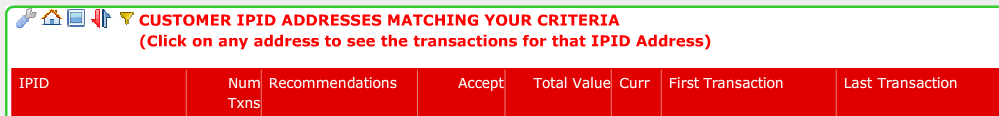 CUSTOMER IPID ADDRESSES MATCHING YOUR CRITERIA
(Click on any address to see the transactions for that IPID Address)
IPID Num Recommendations Accept Total Value Curr First Transaction Last Transaction
Txns